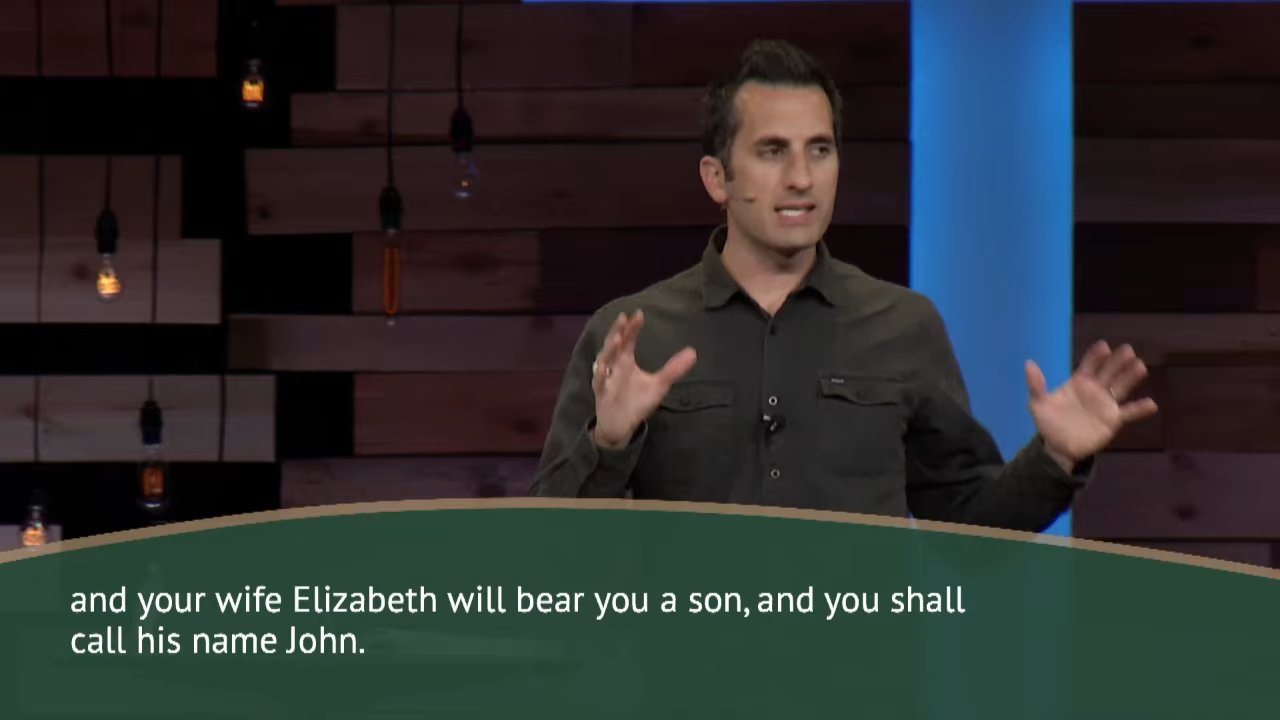 and your wife Elizabeth will bear you a son, and you shall
call his name John.